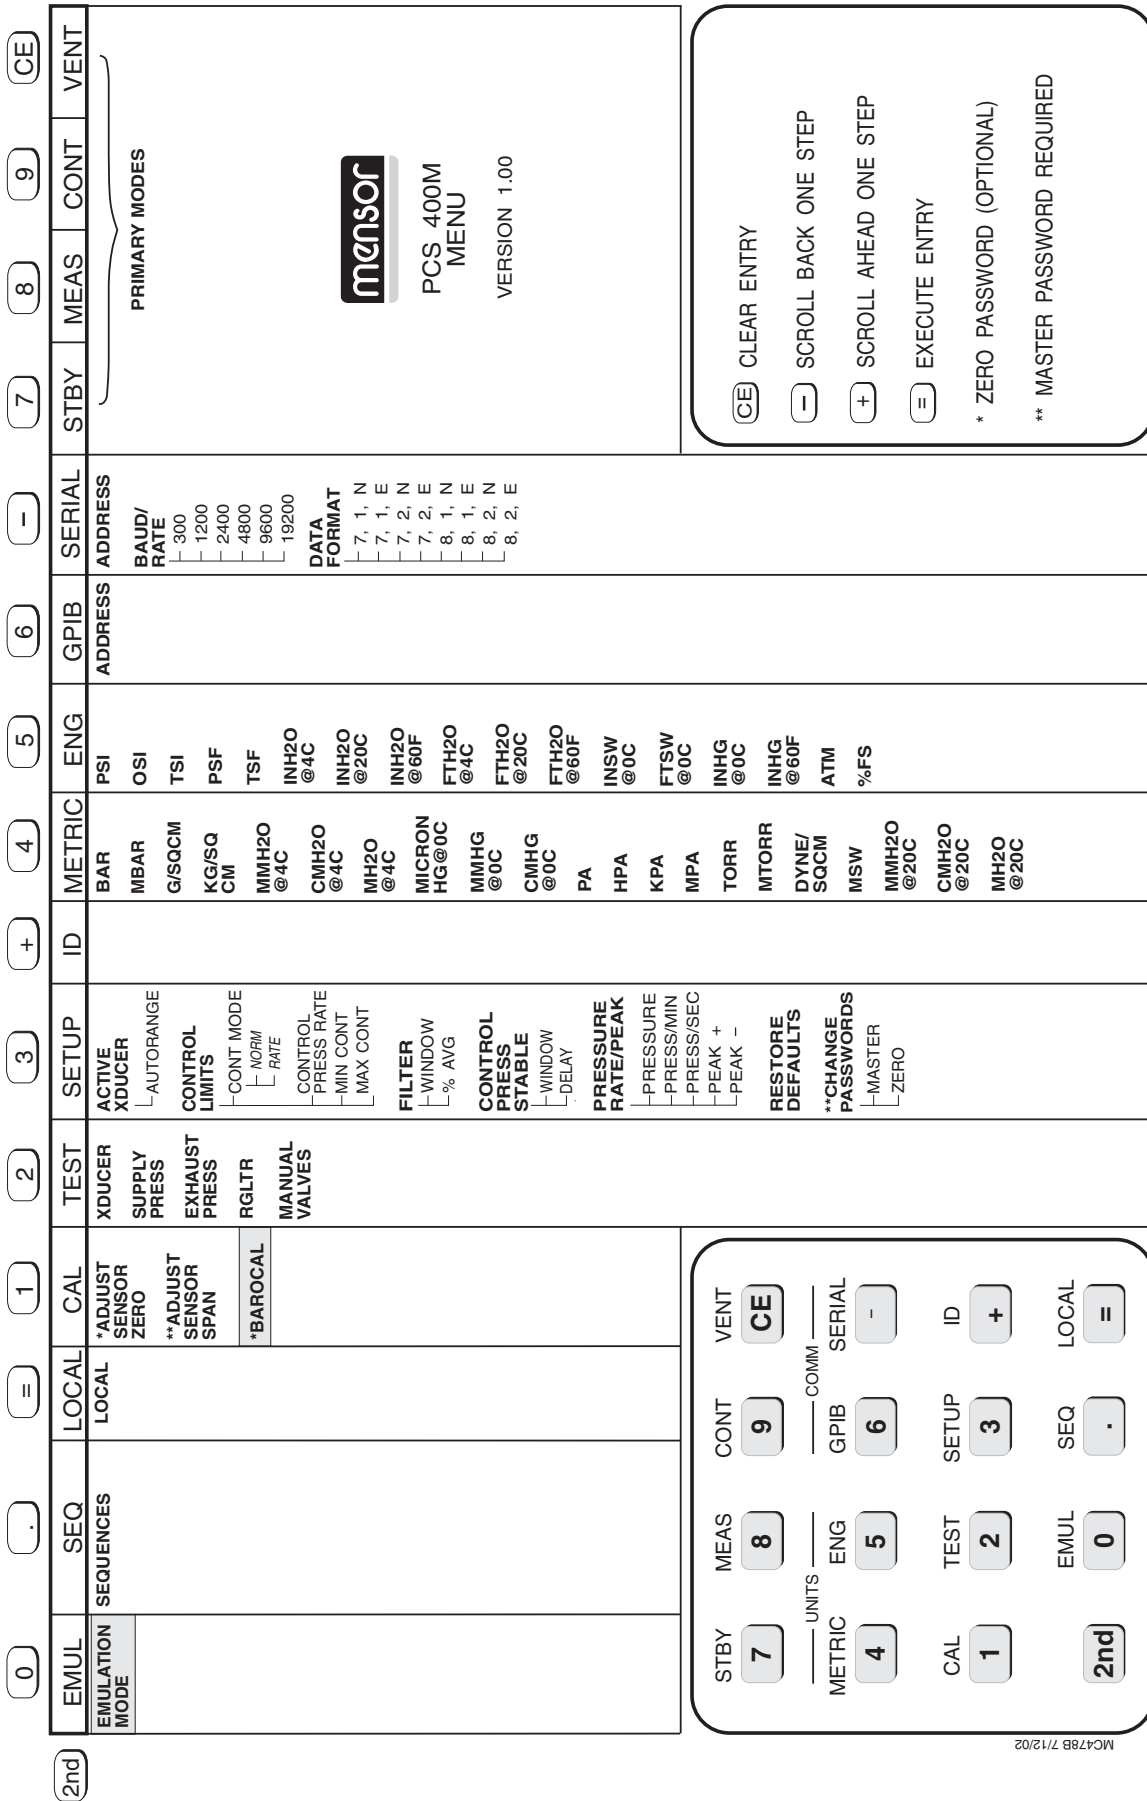 2nd
0
.
=
1
2
3
+
4
5
6
–
7
8
9
CE
EMUL
SEQ
LOCAL
CAL
TEST
SETUP
ID
METRIC
ENG
GPIB
SERIAL
STBY
MEAS
CONT
VENT
EMULATION
MODE
SEQUENCES
LOCAL
*ADJUST
SENSOR
ZERO
**ADJUST
SENSOR
SPAN
*BAROCAL
XDUCER
SUPPLY
PRESS
EXHAUST
PRESS
RGLTR
MANUAL
VALVES
ACTIVE
XDUCER
AUTORANGE
CONTROL
LIMITS
CONT MODE
NORM
RATE
CONTROL
PRESS RATE
MIN CONT
MAX CONT
FILTER
WINDOW
% AVG
CONTROL
PRESS
STABLE
WINDOW
DELAY
PRESSURE
RATE/PEAK
PRESSURE
PRESS/MIN
PRESS/SEC
PEAK +
PEAK –
RESTORE
DEFAULTS
**CHANGE
PASSWORDS
MASTER
ZERO
BAR
MBAR
G/SQCM
KG/SQ
CM
MMH2O
@4C
CMH2O
@4C
MH2O
@4C
MICRON
HG@0C
MMHG
@0C
CMHG
@0C
PA
HPA
KPA
MPA
TORR
MTORR
DYNE/
SQCM
MSW
MMH2O
@20C
CMH2O
@20C
MH2O
@20C
PSI
OSI
TSI
PSF
TSF
INH2O
@4C
INH2O
@20C
INH2O
@60F
FTH2O
@4C
FTH2O
@20C
FTH2O
@60F
INSW
@0C
FTSW
@0C
INHG
@0C
INHG
@60F
ATM
%FS
ADDRESS
ADDRESS
BAUD/
RATE
300
1200
2400
4800
9600
19200
DATA
FORMAT
7, 1, N
7, 1, E
7, 2, N
7, 2, E
8, 1, N
8, 1, E
8, 2, N
8, 2, E
PRIMARY MODES
mensor
PCS 400M
MENU
VERSION 1.00
STBY MEAS CONT VENT
7 8 9 CE
UNITS COMM
METRIC ENG GPIB SERIAL
4 5 6 -
CAL TEST SETUP ID
1 2 3 +
EMUL SEQ LOCAL
2nd 0 . =
CE CLEAR ENTRY
– SCROLL BACK ONE STEP
+ SCROLL AHEAD ONE STEP
= EXECUTE ENTRY
* ZERO PASSWORD (OPTIONAL)
** MASTER PASSWORD REQUIRED
MC478B 7/12/02